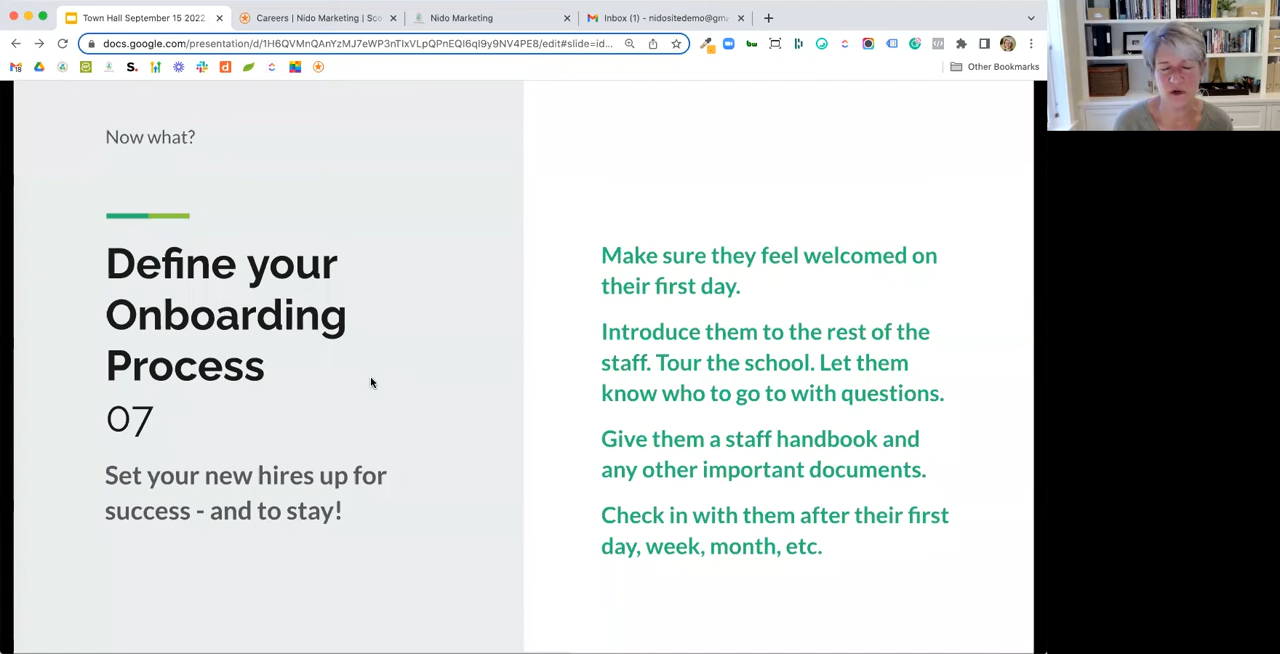 Town Hall September 15 2022
Careers | Nido Marketing | Sco
Nido Marketing
Inbox (1) - nidositedemo@gm
docs.google.com/presentation/d/1H6QVMnQAnYzMJ7eWP3nTlxVLpQPnEQI6qI9y9NV4PE8/edit#slide=id...
Other Bookmarks
Now what?
Define your
Onboarding
Process
07
Set your new hires up for
success - and to stay!
Make sure they feel welcomed on
their first day.
Introduce them to the rest of the
staff. Tour the school. Let them
know who to go to with questions.
Give them a staff handbook and
any other important documents.
Check in with them after their first
day, week, month, etc.